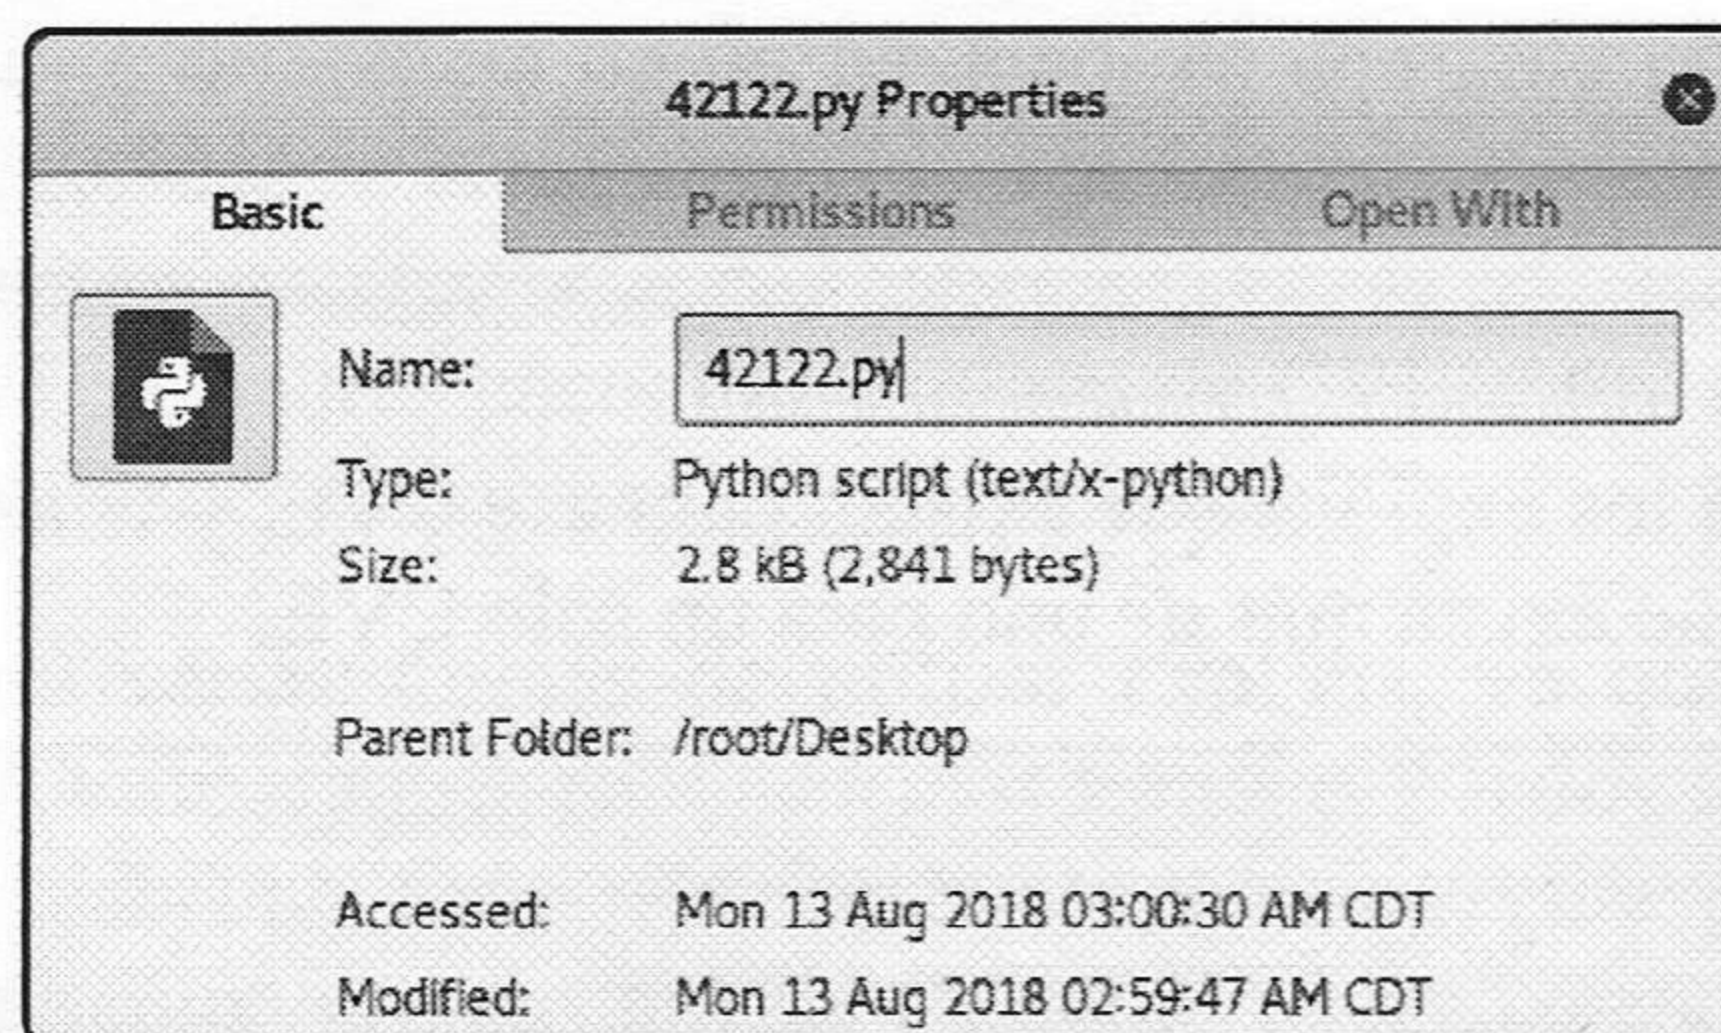 42122.py Properties
Basic Permissions Open With
Name: 42122.py
Type: Python script (text/x-python)
Size: 2.8 kB (2,841 bytes)
Parent Folder: /root/Desktop
Accessed: Mon 13 Aug 2018 03:00:30 AM CDT
Modified: Mon 13 Aug 2018 02:59:47 AM CDT